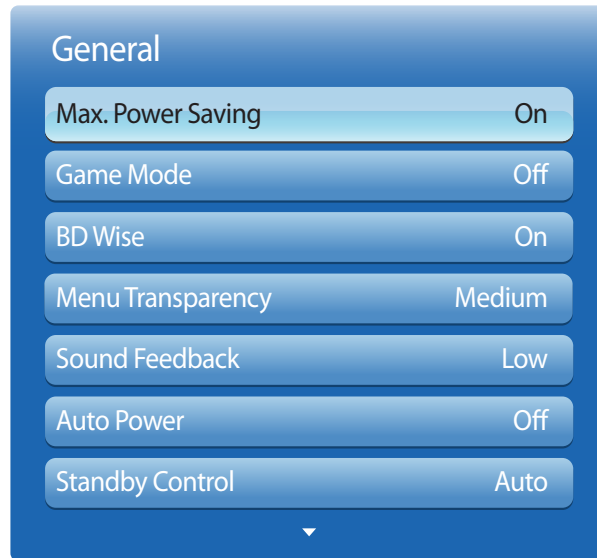 General
Max. Power Saving On
Game Mode Off
BD Wise On
Menu Transparency Medium
Sound Feedback Low
Auto Power Off
Standby Control Auto